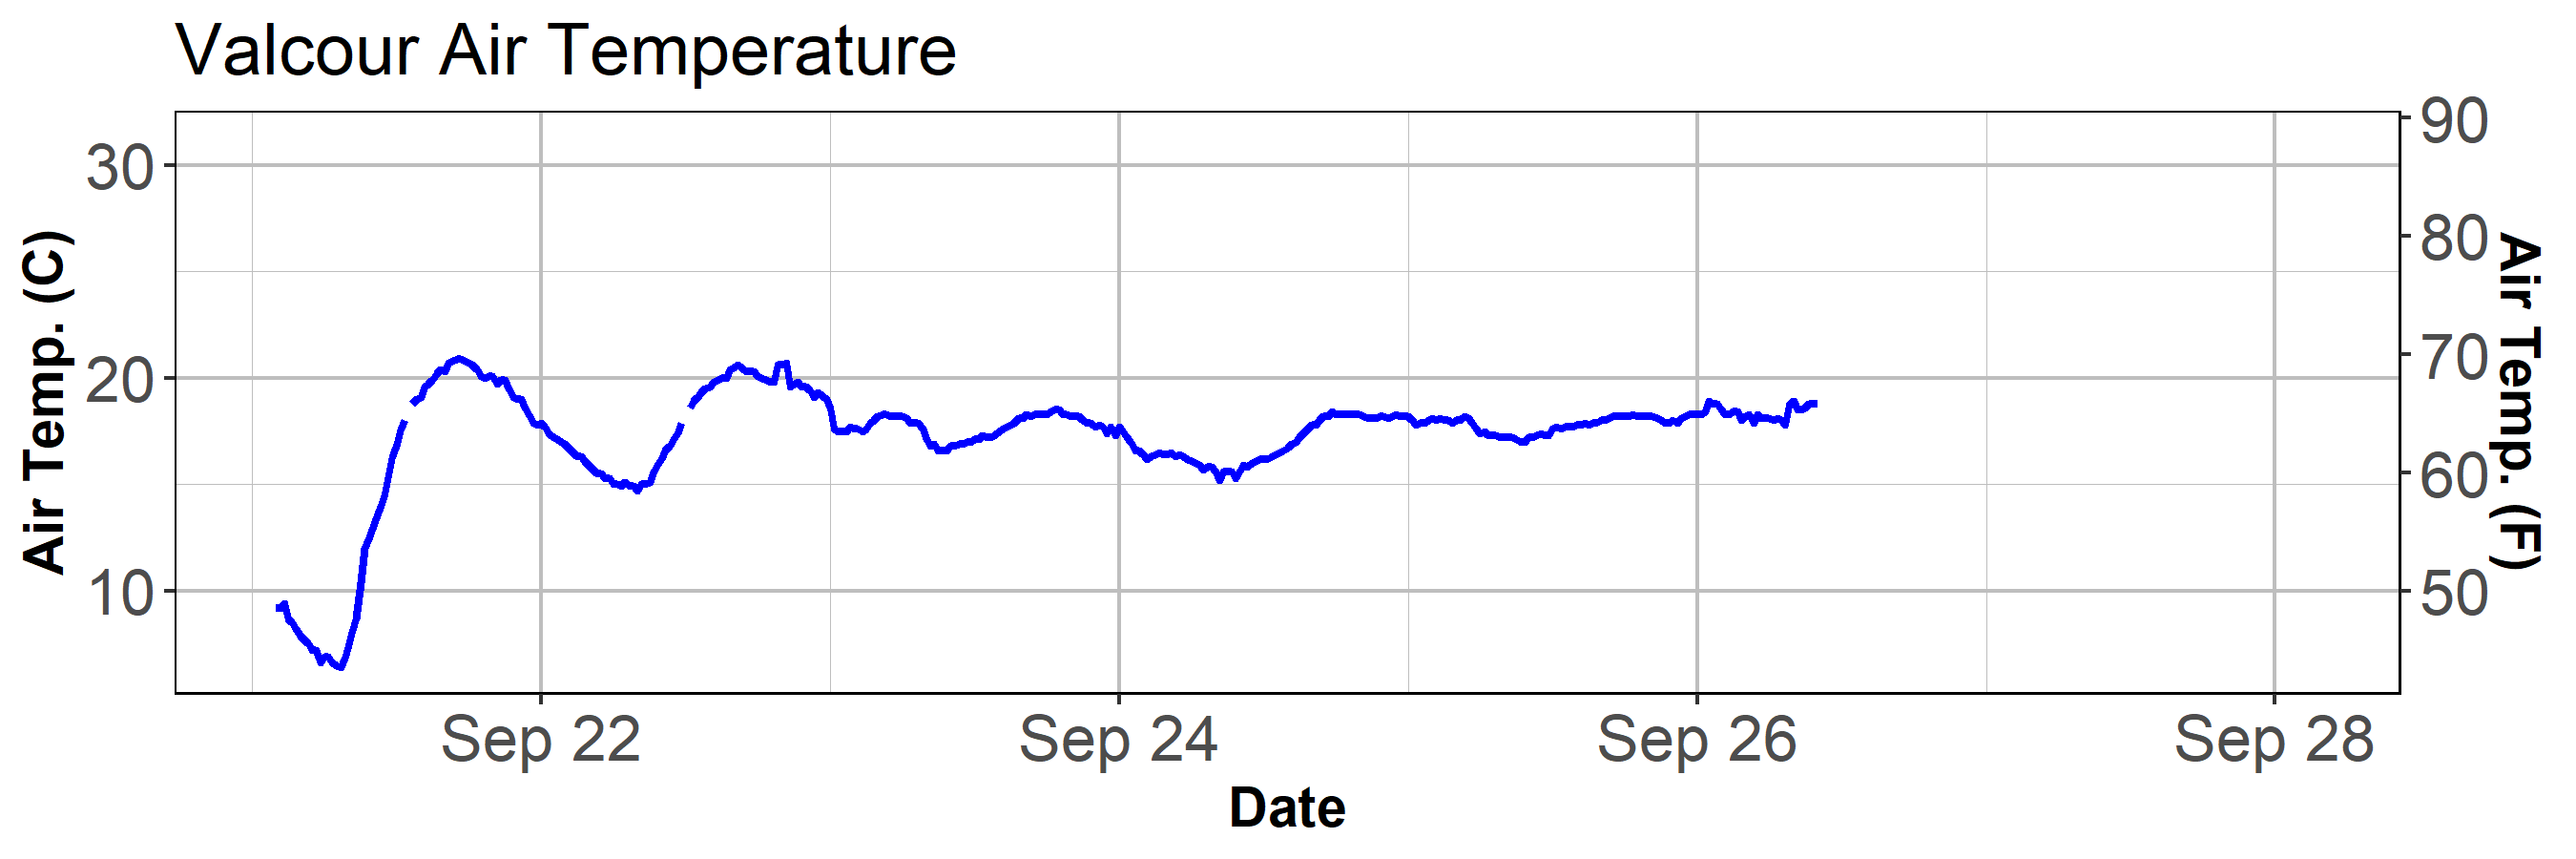 Valcour Air Temperature
Air Temp. (C)
30
20
10
90
80
70
60
50
Air Temp. (F)
Sep 22
Sep 24
Sep 26
Sep 28
Date